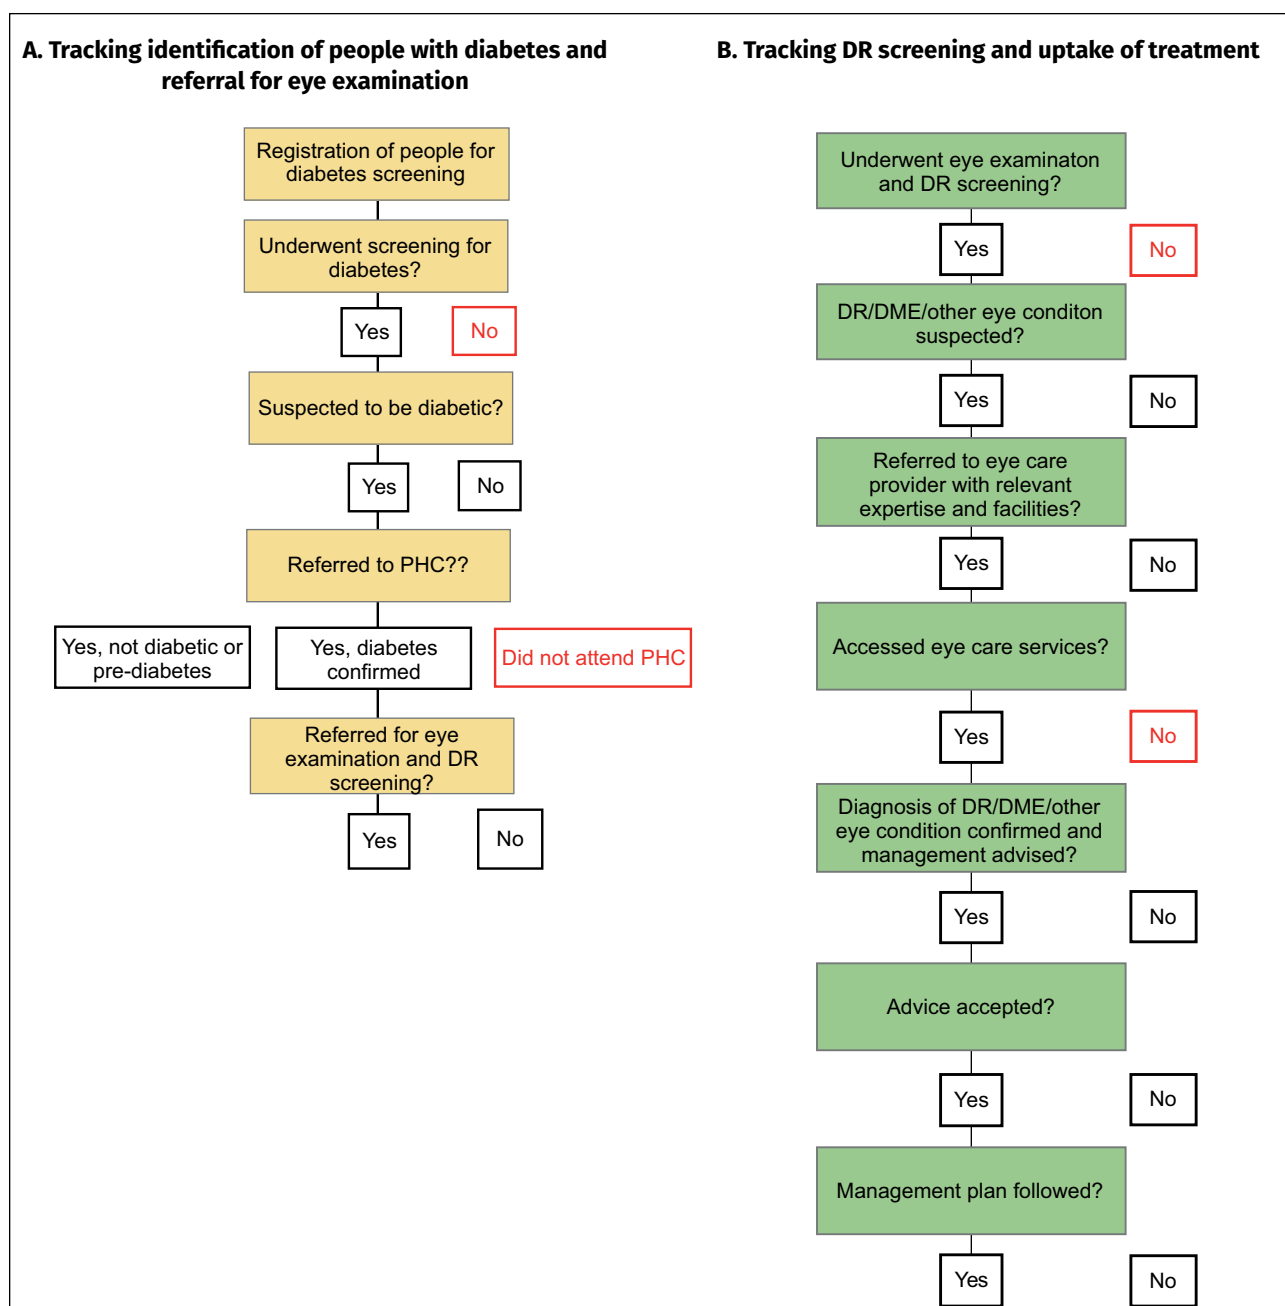 A. Tracking identification of people with diabetes and
referral for eye examination
Registration of people for
diabetes screening
Underwent screening for
diabetes?
Yes
No
Suspected to be diabetic?
Yes
No
Referred to PHC??
Yes, not diabetic or
pre-diabetes
Yes, diabetes
confirmed
Did not attend PHC
Referred for eye
examination and DR
screening?
Yes
No
B. Tracking DR screening and uptake of treatment
Underwent eye examinaton
and DR screening?
Yes
No
DR/DME/other eye conditon
suspected?
Yes
No
Referred to eye care
provider with relevant
expertise and facilities?
Yes
No
Accessed eye care services?
Yes
No
Diagnosis of DR/DME/other
eye condition confirmed and
management advised?
Yes
No
Advice accepted?
Yes
No
Management plan followed?
Yes
No